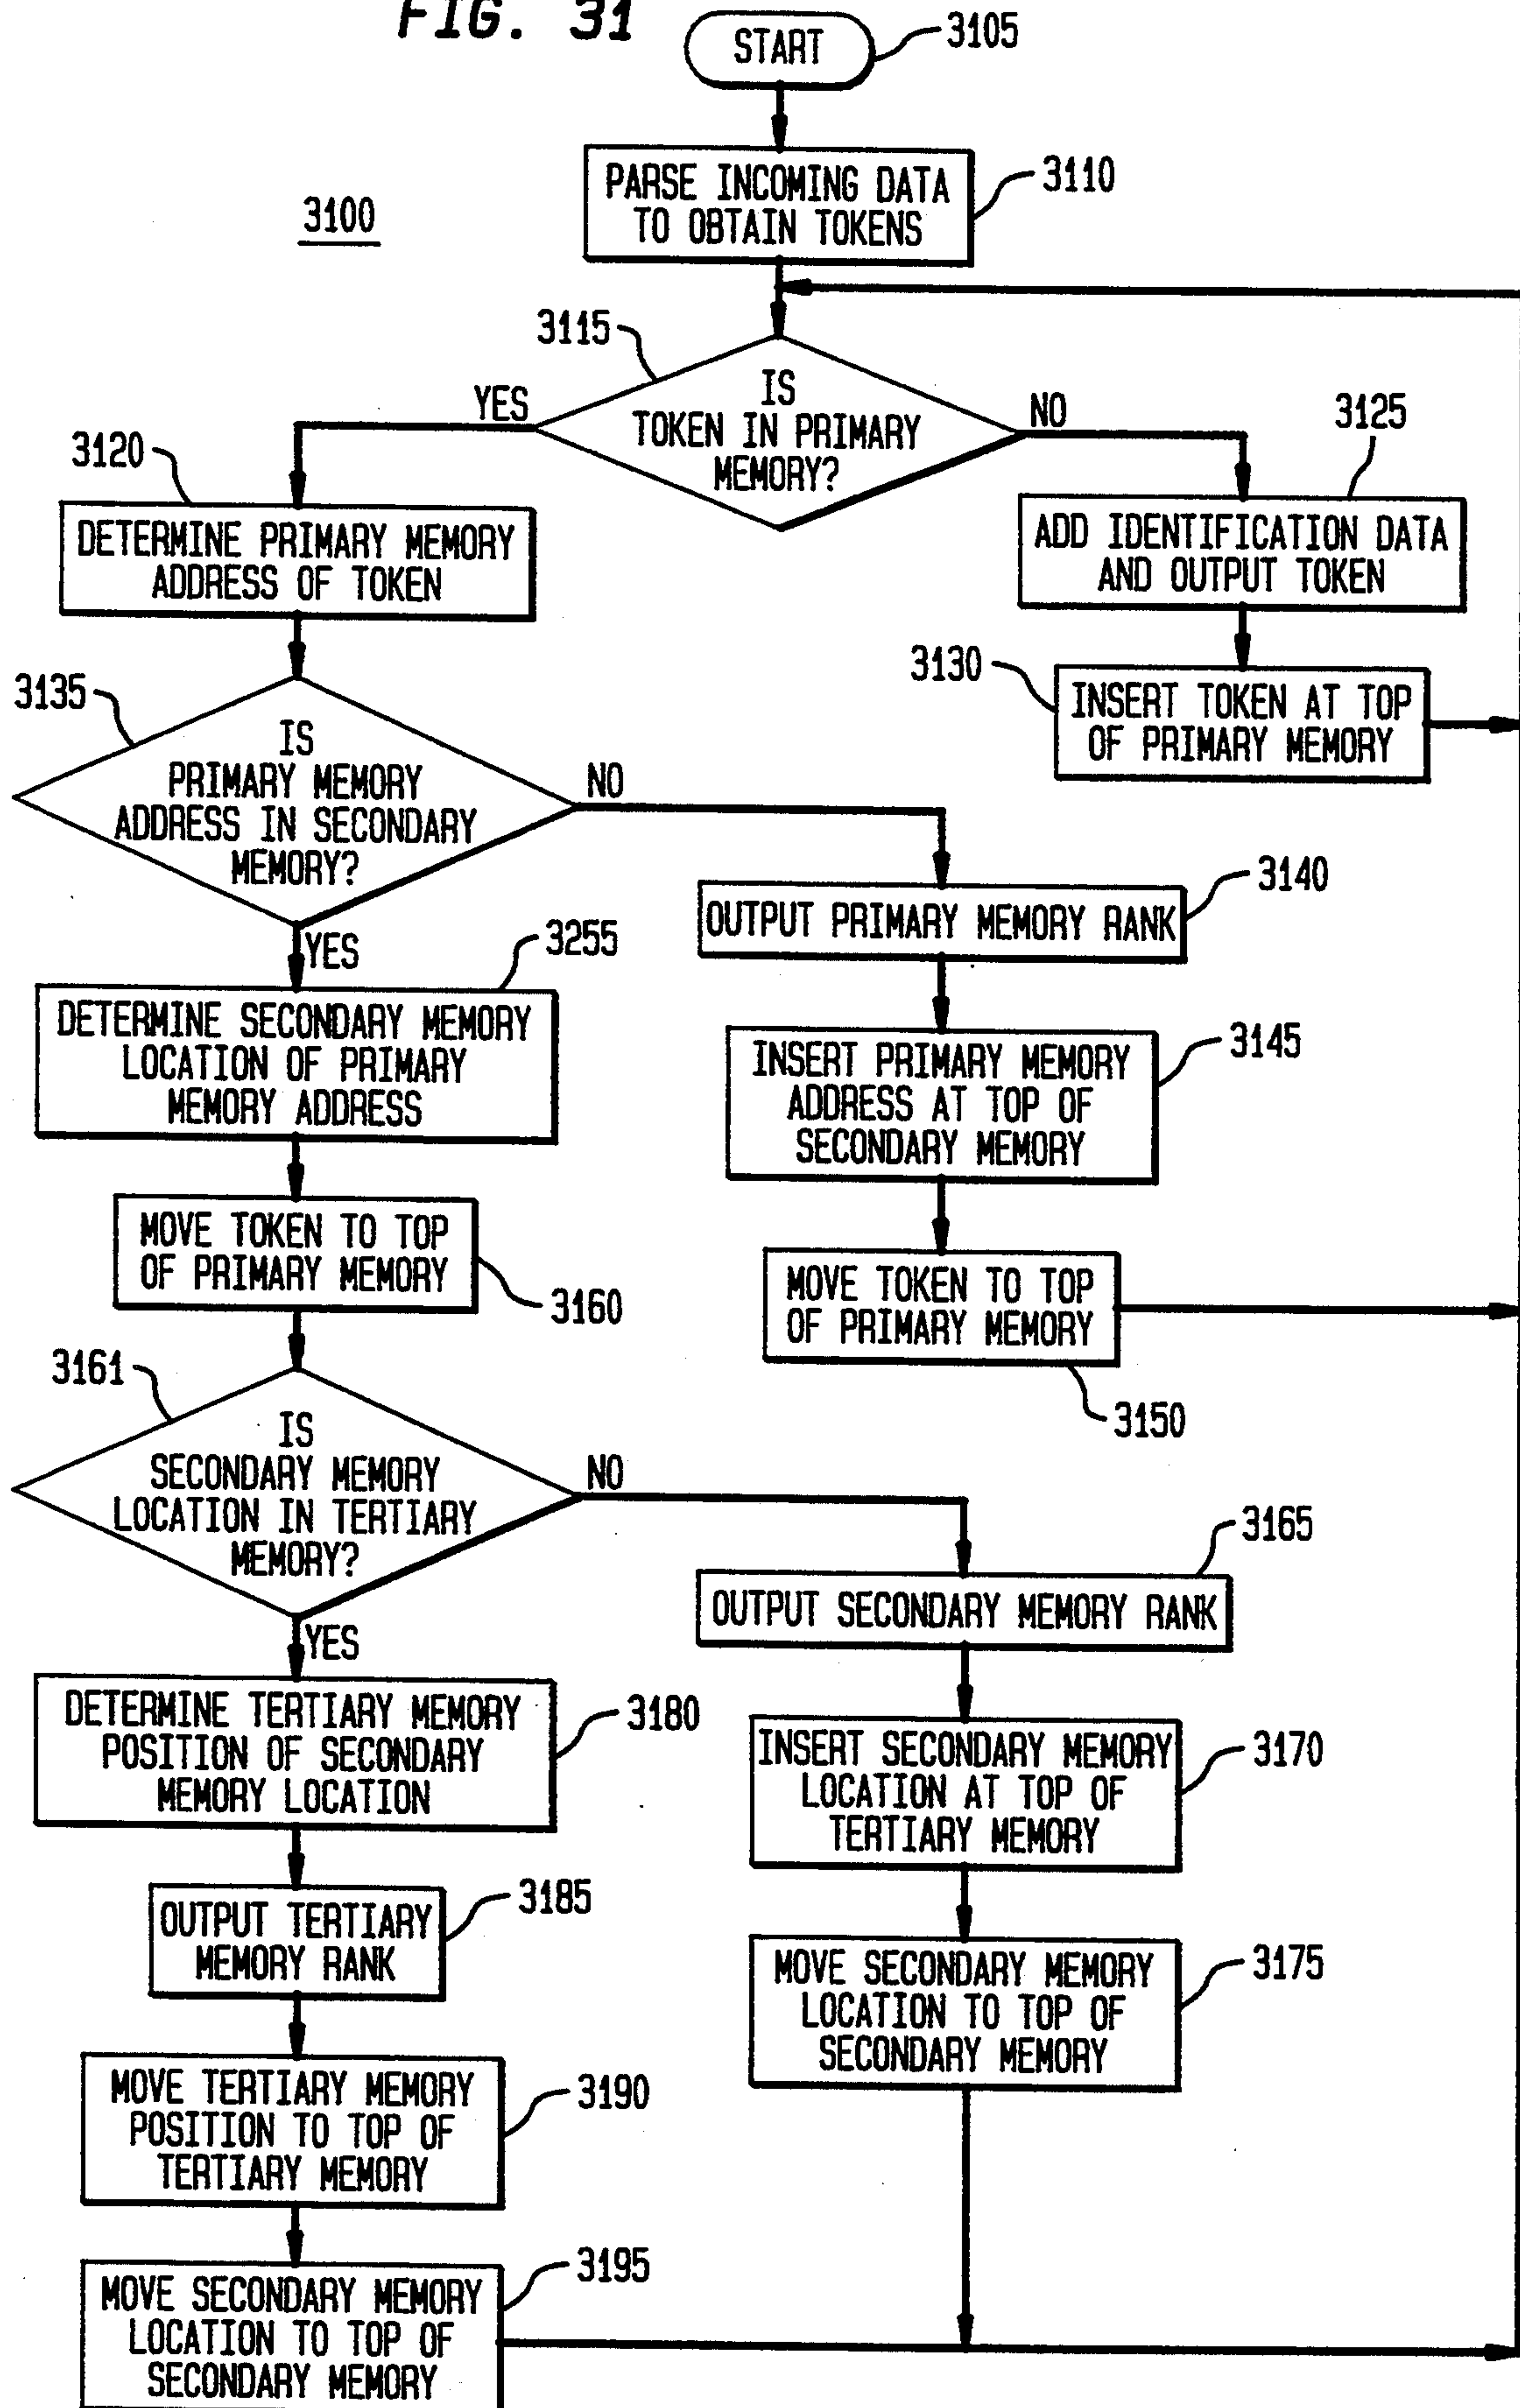 FIG. 31
START
3105
PARSE INCOMING DATA
TO OBTAIN TOKENS
3110
3100
3115
IS
TOKEN IN PRIMARY
MEMORY?
YES
NO
3120
DETERMINE PRIMARY MEMORY
ADDRESS OF TOKEN
3125
ADD IDENTIFICATION DATA
AND OUTPUT TOKEN
3130
INSERT TOKEN AT TOP
OF PRIMARY MEMORY
3135
IS
PRIMARY MEMORY
ADDRESS IN SECONDARY
MEMORY?
NO
YES
3140
OUTPUT PRIMARY MEMORY RANK
3255
DETERMINE SECONDARY MEMORY
LOCATION OF PRIMARY
MEMORY ADDRESS
3145
INSERT PRIMARY MEMORY
ADDRESS AT TOP OF
SECONDARY MEMORY
MOVE TOKEN TO TOP
OF PRIMARY MEMORY
3160
MOVE TOKEN TO TOP
OF PRIMARY MEMORY
3150
3161
IS
SECONDARY MEMORY
LOCATION IN TERTIARY
MEMORY?
NO
YES
3165
OUTPUT SECONDARY MEMORY RANK
DETERMINE TERTIARY MEMORY
POSITION OF SECONDARY
MEMORY LOCATION
3180
INSERT SECONDARY MEMORY
LOCATION AT TOP OF
TERTIARY MEMORY
3170
OUTPUT TERTIARY
MEMORY RANK
3185
MOVE SECONDARY MEMORY
LOCATION TO TOP OF
SECONDARY MEMORY
3175
MOVE TERTIARY MEMORY
POSITION TO TOP OF
TERTIARY MEMORY
3190
MOVE SECONDARY MEMORY
LOCATION TO TOP OF
SECONDARY MEMORY
3195